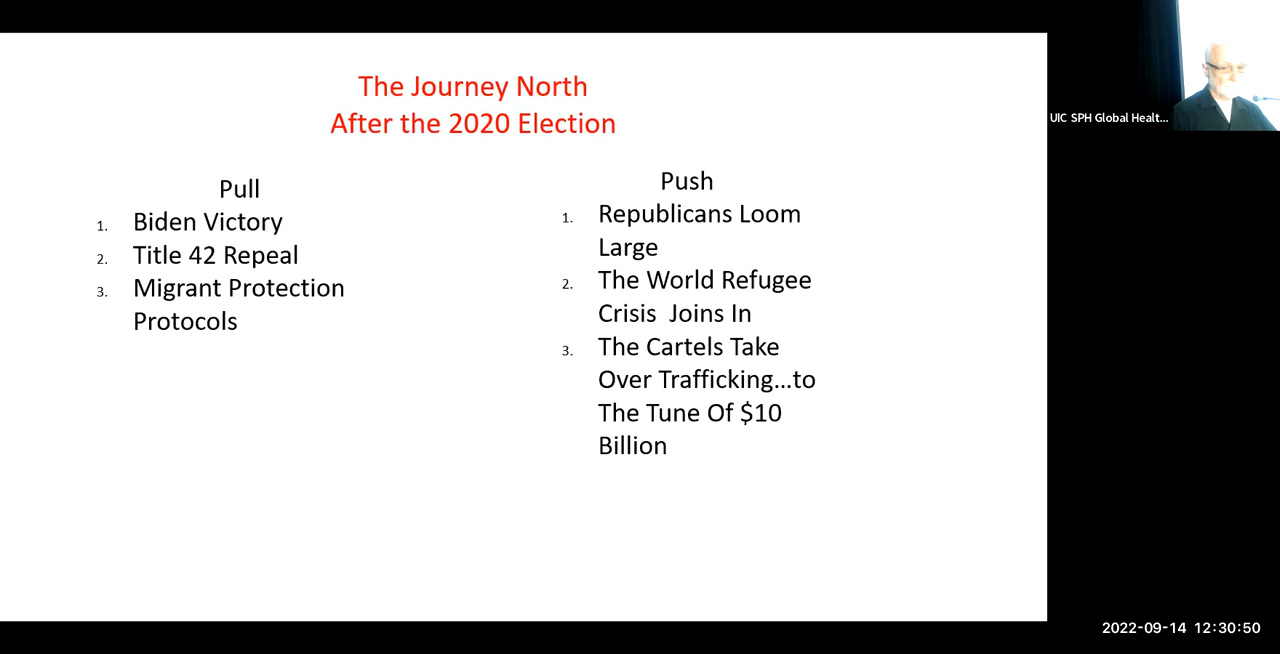 The Journey North
After the 2020 Election
Pull
1. Biden Victory
2. Title 42 Repeal
3. Migrant Protection
Protocols
Push
1. Republicans Loom
Large
2. The World Refugee
Crisis  Joins In
3. The Cartels Take
Over Trafficking...to
The Tune Of $10
Billion
UIC SPH Global Healt...
2022-09-14 12:30:50